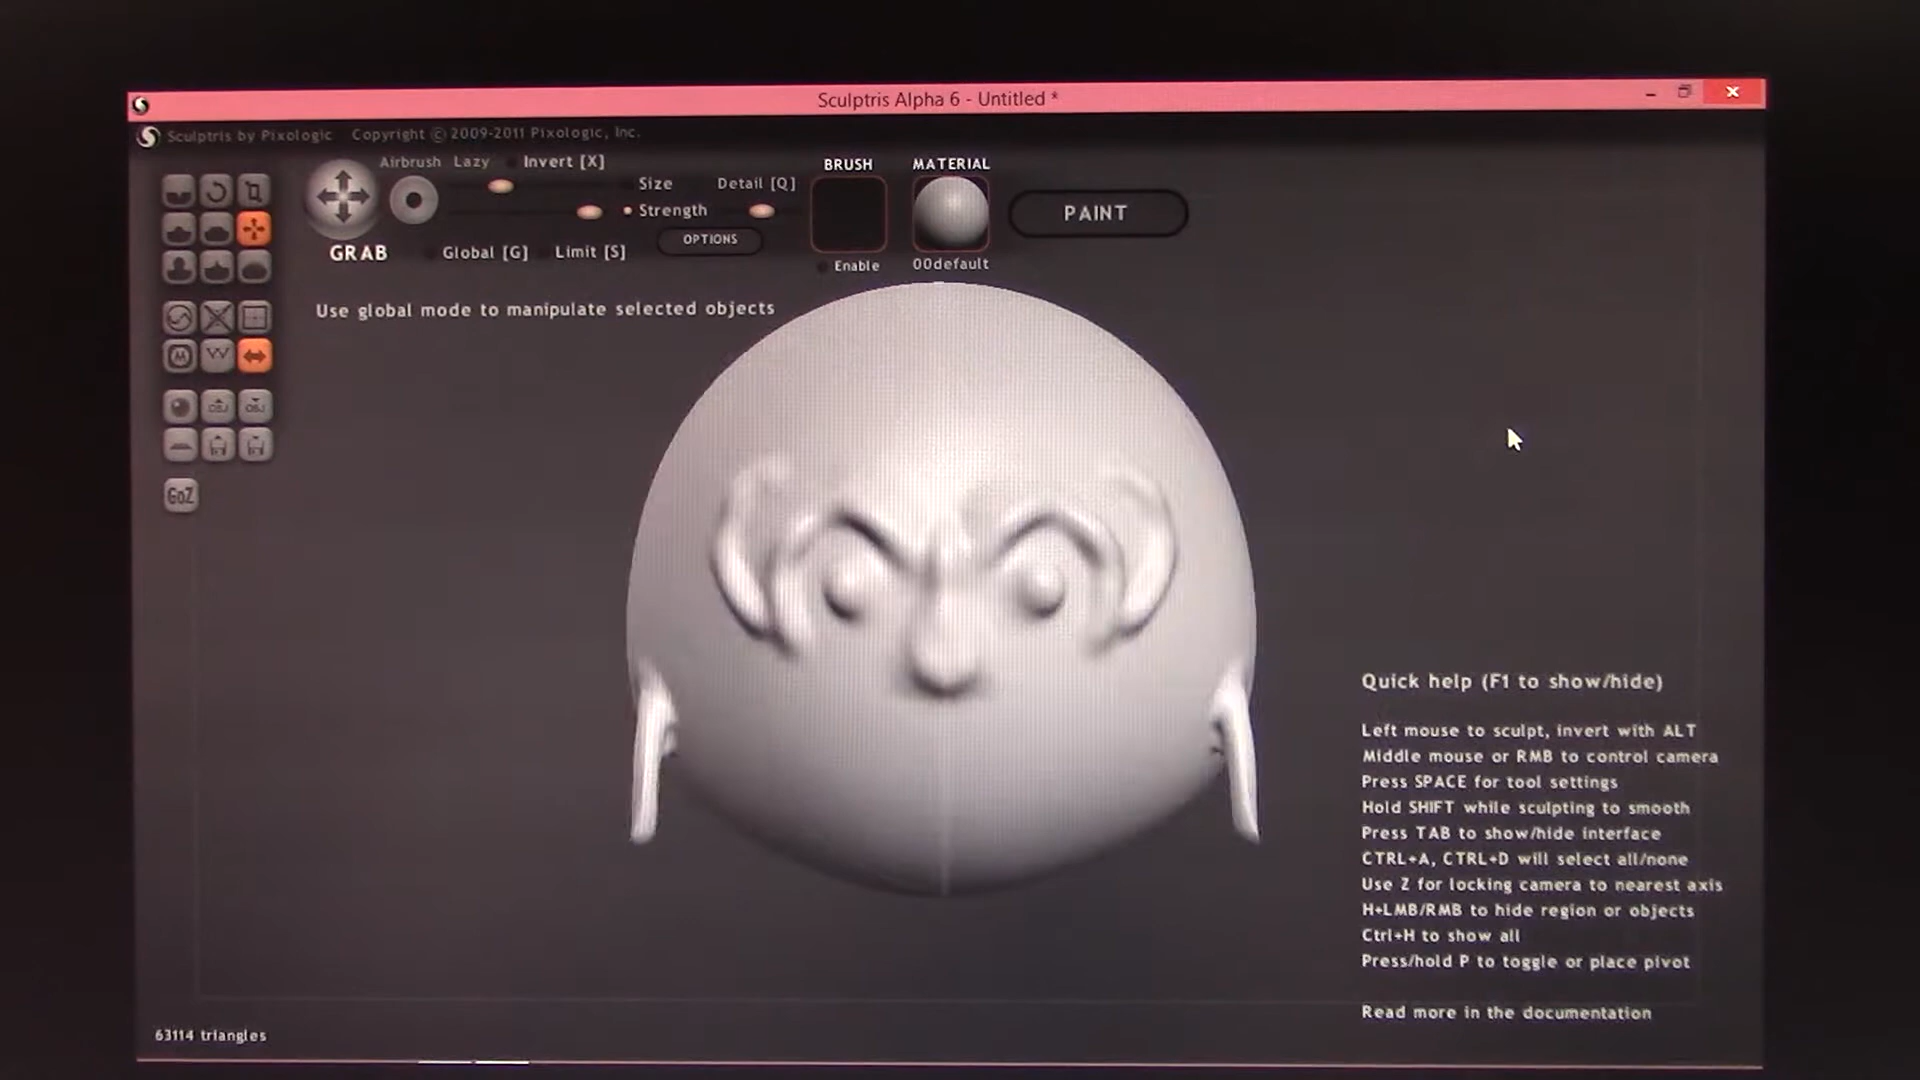 Sculptris Alpha 6 - Untitled *
Sculptris by Pixologic Copyright © 2009-2011 Pixologic, Inc.
Airbrush Lazy Invert [X]
BRUSH MATERIAL
Size Detail [Q]
Strength
PAINT
OPTIONS
GRAB Global [G] Limit [S]
Enable 00default
Use global mode to manipulate selected objects
OBJ OBJ
GoZ
Quick help (F1 to show/hide)
Left mouse to sculpt, invert with ALT
Middle mouse or RMB to control camera
Press SPACE for tool settings
Hold SHIFT while sculpting to smooth
Press TAB to show/hide interface
CTRL+A, CTRL+D will select all/none
Use Z for locking camera to nearest axis
H+LMB/RMB to hide region or objects
Ctrl+H to show all
Press/hold P to toggle or place pivot
Read more in the documentation
63114 triangles